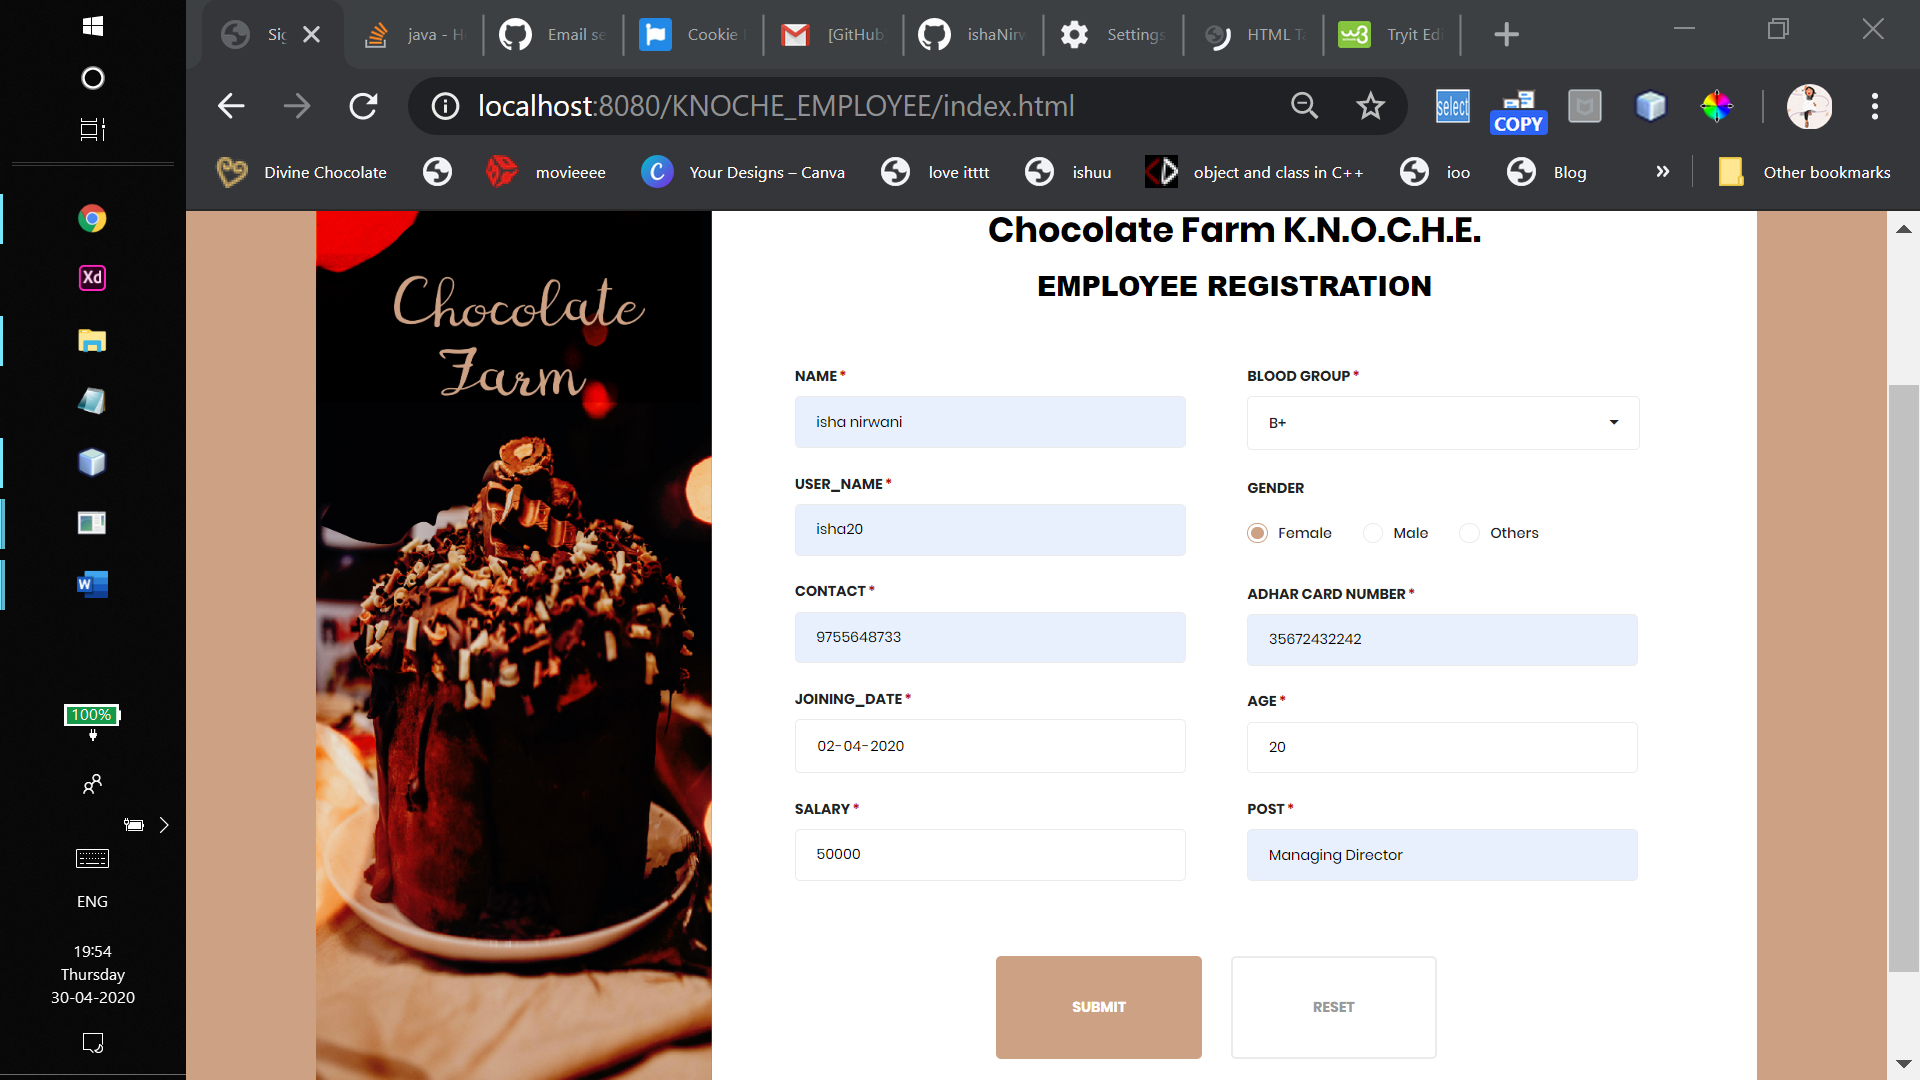 Sig
java - H
Email se
Cookie
[GitHub
ishaNirw
Settings
HTML Ta
Tryit Edi
localhost:8080/KNOCHE_EMPLOYEE/index.html
select
COPY
Divine Chocolate
movieeee
Your Designs – Canva
love itttt
ishuu
object and class in C++
ioo
Blog
»
Other bookmarks
Xd
W
100%
ENG
19:54
Thursday
30-04-2020
Chocolate
Farm
Chocolate Farm K.N.O.C.H.E.
EMPLOYEE REGISTRATION
NAME *
isha nirwani
BLOOD GROUP *
B+
USER_NAME *
isha20
GENDER
Female Male Others
CONTACT *
9755648733
ADHAR CARD NUMBER *
35672432242
JOINING_DATE *
02-04-2020
AGE *
20
SALARY *
50000
POST *
Managing Director
SUBMIT
RESET